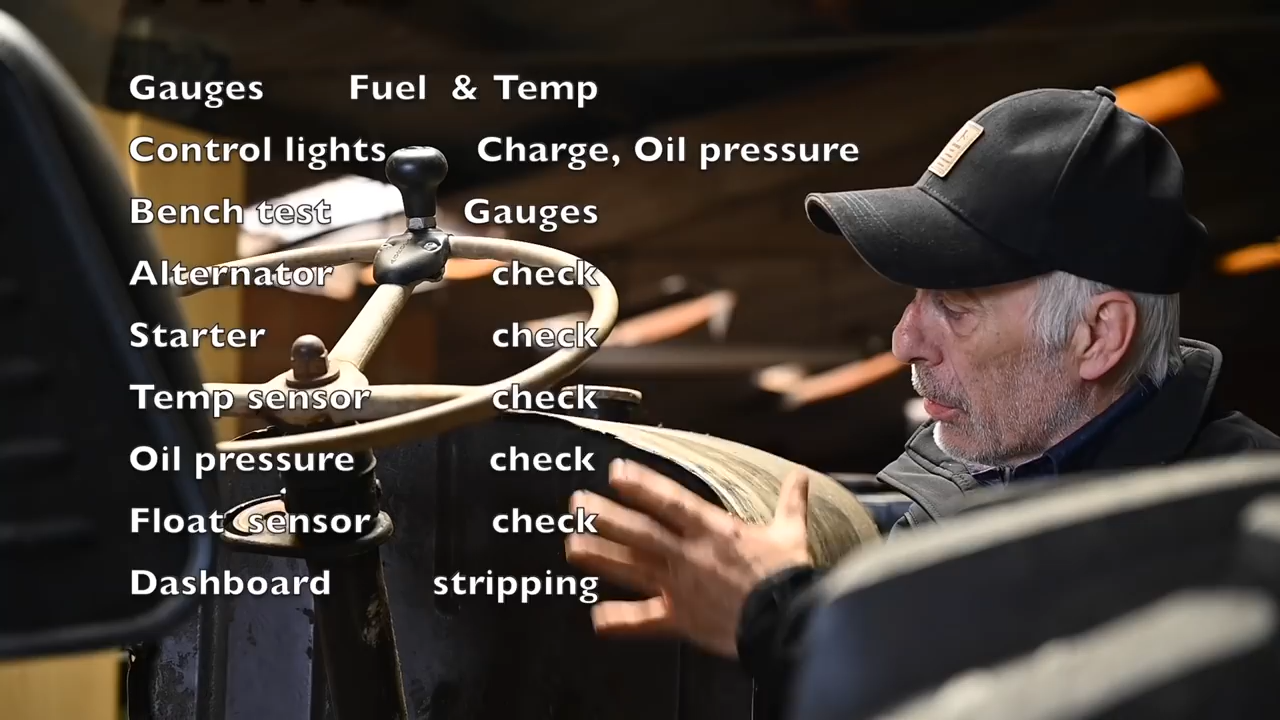 Gauges Fuel & Temp
Control lights Charge, Oil pressure
Bench test Gauges
Alternator check
Starter check
Temp sensor check
Oil pressure check
Float sensor check
Dashboard stripping